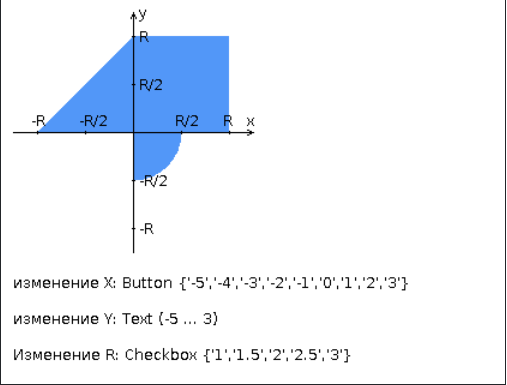 y
R
R/2
-R -R/2 R/2 R x
-R/2
-R
изменение X: Button {'-5','-4','-3','-2','-1','0','1','2','3'}
изменение Y: Text (-5 ... 3)
Изменение R: Checkbox {'1','1.5','2','2.5','3'}